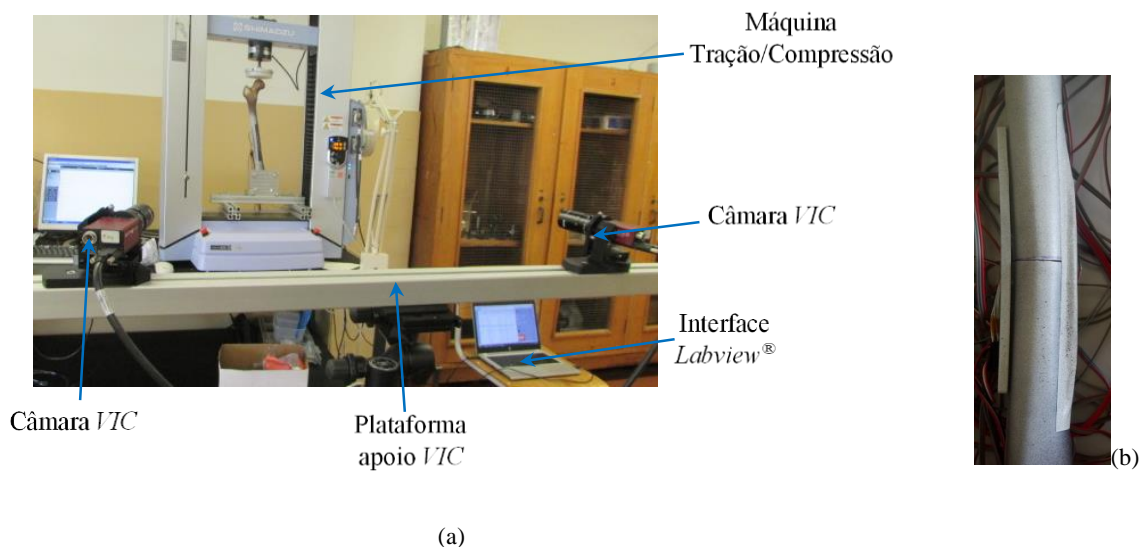 Máquina
Tração/Compressão
SHIMADZU
Câmara VIC
Interface
Labview®
Câmara VIC
Plataforma
apoio VIC
(b)
(a)